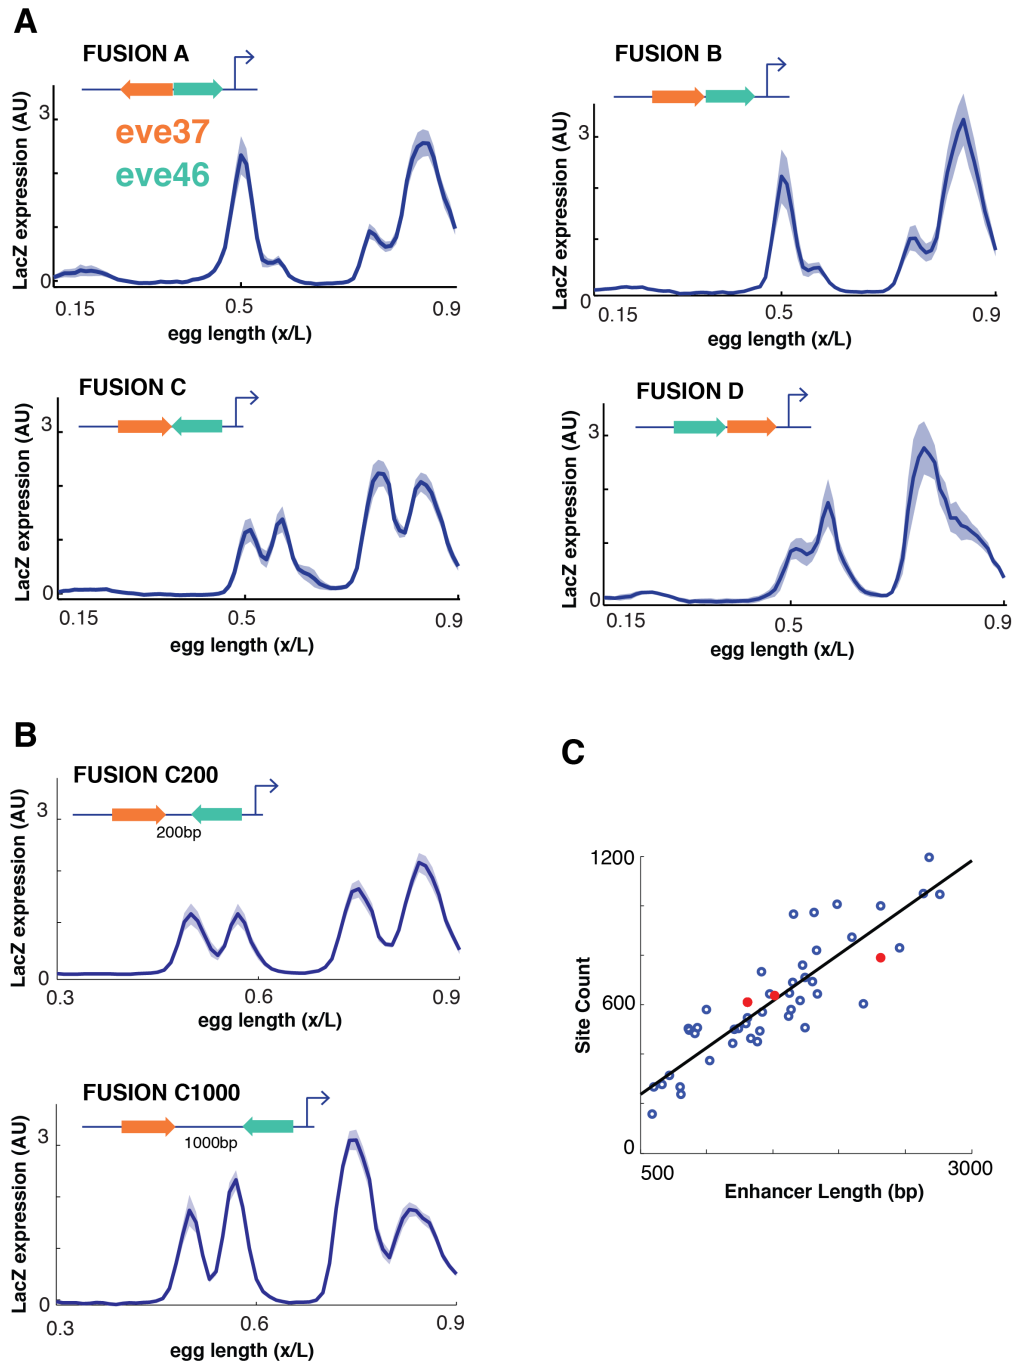 A
FUSION A
eve37
eve46
LacZ expression (AU)
3
0
0.15
0.5
0.9
egg length (x/L)
FUSION B
LacZ expression (AU)
3
0
0.15
0.5
0.9
egg length (x/L)
FUSION C
LacZ expression (AU)
3
0
0.15
0.5
0.9
egg length (x/L)
FUSION D
LacZ expression (AU)
3
0
0.15
0.5
0.9
egg length (x/L)
B
FUSION C200
200bp
LacZ expression (AU)
3
0
0.3
0.6
0.9
egg length (x/L)
FUSION C1000
1000bp
LacZ expression (AU)
3
0
0.3
0.6
0.9
egg length (x/L)
C
Site Count
1200
600
0
500
3000
Enhancer Length (bp)